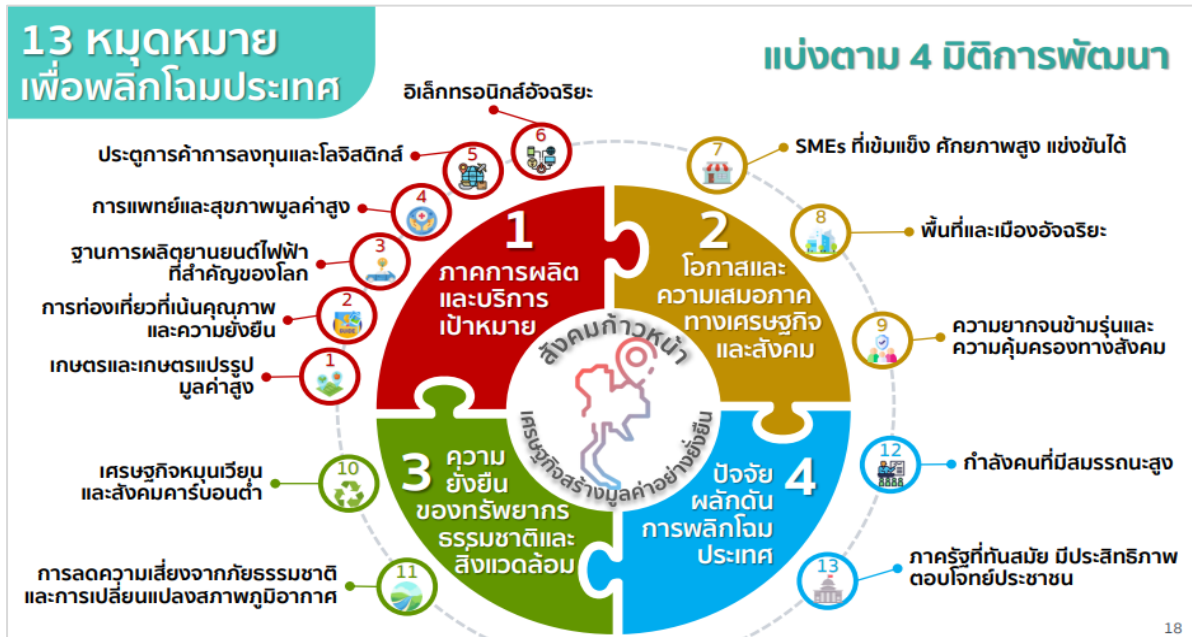 13 หมุดหมาย
เพื่อพลิกโฉมประเทศ
แบ่งตาม 4 มิติการพัฒนา
6
อิเล็กทรอนิกส์อัจฉริยะ
5
ประตูการค้าการลงทุนและโลจิสติกส์
4
การแพทย์และสุขภาพมูลค่าสูง
3
ฐานการผลิตยานยนต์ไฟฟ้า
ที่สำคัญของโลก
2
การท่องเที่ยวที่เน้นคุณภาพ
และความยั่งยืน
1
เกษตรและเกษตรแปรรูป
มูลค่าสูง
1
ภาคการผลิต
และบริการ
เป้าหมาย
2
โอกาสและ
ความเสมอภาค
ทางเศรษฐกิจ
และสังคม
7
SMEs ที่เข้มแข็ง ศักยภาพสูง แข่งขันได้
8
พื้นที่และเมืองอัจฉริยะ
9
ความยากจนข้ามรุ่นและ
ความคุ้มครองทางสังคม
สังคมก้าวหน้า
เศรษฐกิจสร้างมูลค่าอย่างยั่งยืน
10
เศรษฐกิจหมุนเวียน
และสังคมคาร์บอนต่ำ
11
การลดความเสี่ยงจากภัยธรรมชาติ
และการเปลี่ยนแปลงสภาพภูมิอากาศ
3
ความ
ยั่งยืน
ของทรัพยากร
ธรรมชาติและ
สิ่งแวดล้อม
4
ปัจจัย
ผลักดัน
การพลิกโฉม
ประเทศ
12
กำลังคนที่มีสมรรถนะสูง
13
ภาครัฐที่ทันสมัย มีประสิทธิภาพ
ตอบโจทย์ประชาชน
18